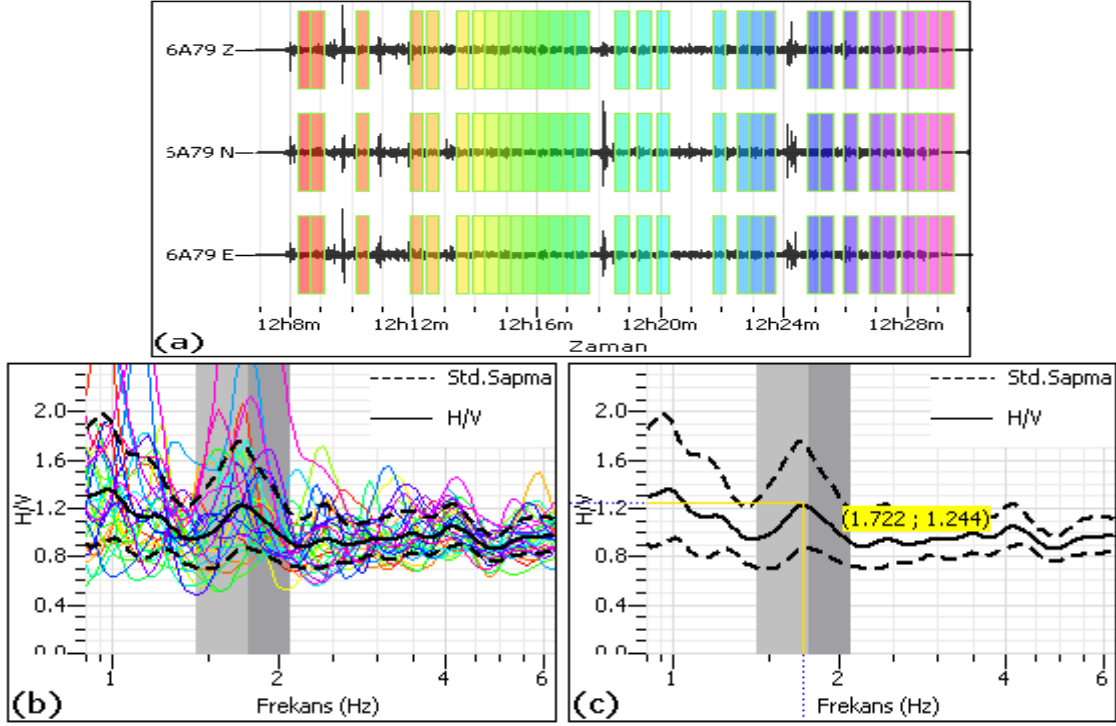 6A79 Z
5A79 N
6A79 E
12h8m 12h12m 12h16m 12h20m 12h24m 12h28m
(a) Zaman
Std.Sapma
H/V
2.0
1.6
1.2
0.8
0.4
0.0
H/V
1 2 4 6
Frekans (Hz)
(b)
Std.Sapma
H/V
2.0
1.6
1.2
0.8
0.4
0.0
H/V
(1.722 ; 1.244)
1 2 4 6
Frekans (Hz)
(c)